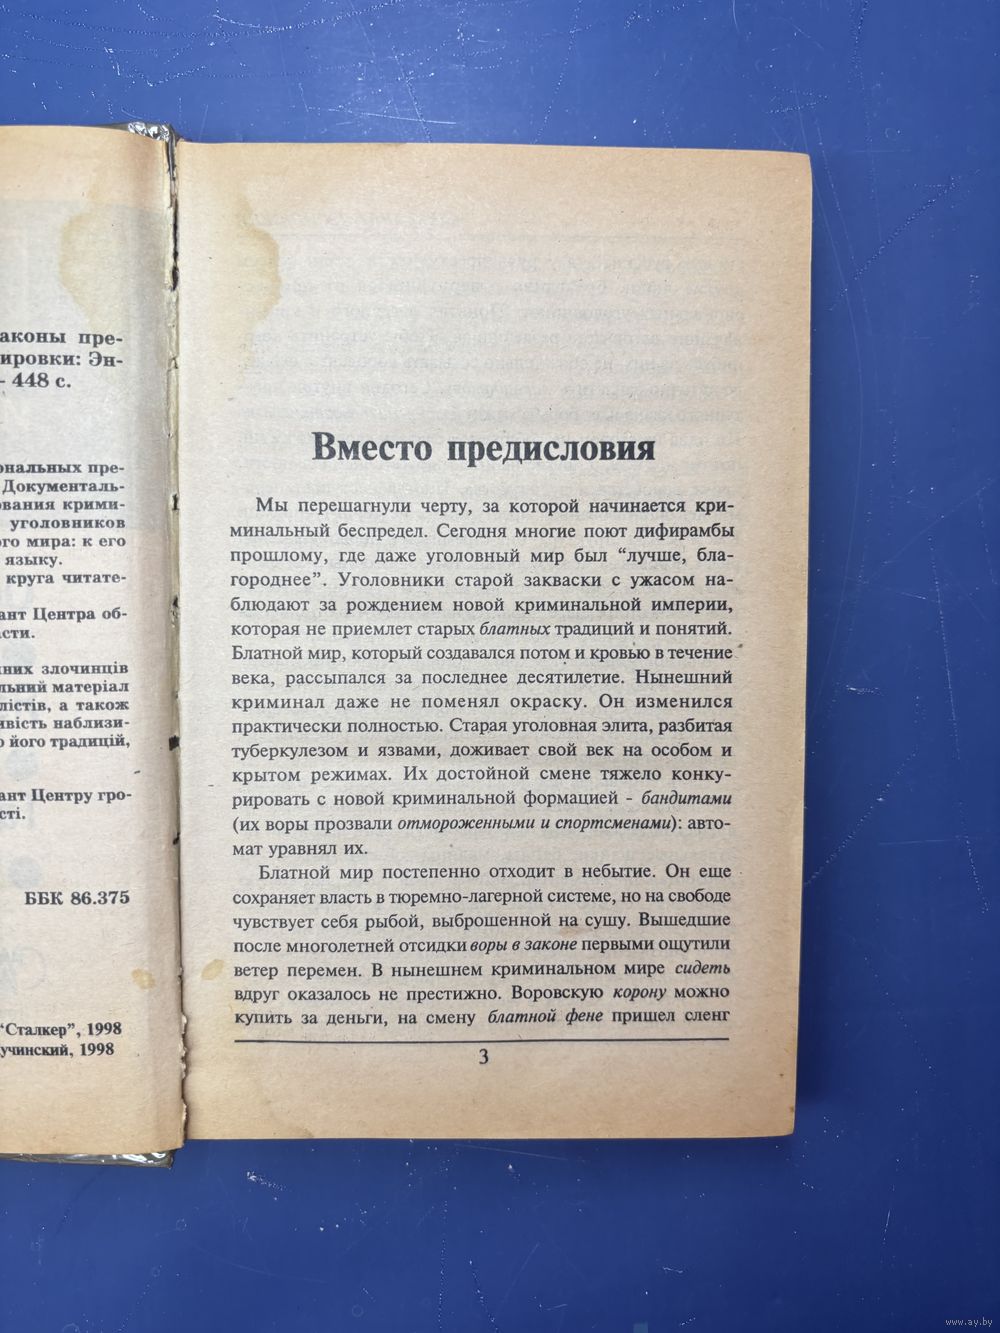 аконы пре-
ировки: Эн-
- 448 с.
ональных пре-
Документаль-
ования крими-
уголовников
ого мира: к его
языку.
круга читате-
ант Центра об-
асти.
них злочинців
льний матеріал
лістів, а також
ивість наблизи-
о його традицій,
ант Центру гро-
сті.
ББК 86.375
“Сталкер”, 1998
учинский, 1998
Вместо предисловия
Мы перешагнули черту, за которой начинается кри-
минальный беспредел. Сегодня многие поют дифирамбы
прошлому, где даже уголовный мир был “лучше, бла-
городнее”. Уголовники старой закваски с ужасом на-
блюдают за рождением новой криминальной империи,
которая не приемлет старых блатных традиций и понятий.
Блатной мир, который создавался потом и кровью в течение
века, рассыпался за последнее десятилетие. Нынешний
криминал даже не поменял окраску. Он изменился
практически полностью. Старая уголовная элита, разбитая
туберкулезом и язвами, доживает свой век на особом и
крытом режимах. Их достойной смене тяжело конку-
рировать с новой криминальной формацией - бандитами
(их воры прозвали отмороженными и спортсменами): авто-
мат уравнял их.
Блатной мир постепенно отходит в небытие. Он еще
сохраняет власть в тюремно-лагерной системе, но на свободе
чувствует себя рыбой, выброшенной на сушу. Вышедшие
после многолетней отсидки воры в законе первыми ощутили
ветер перемен. В нынешнем криминальном мире сидеть
вдруг оказалось не престижно. Воровскую корону можно
купить за деньги, на смену блатной фене пришел сленг
3
www.ay.by